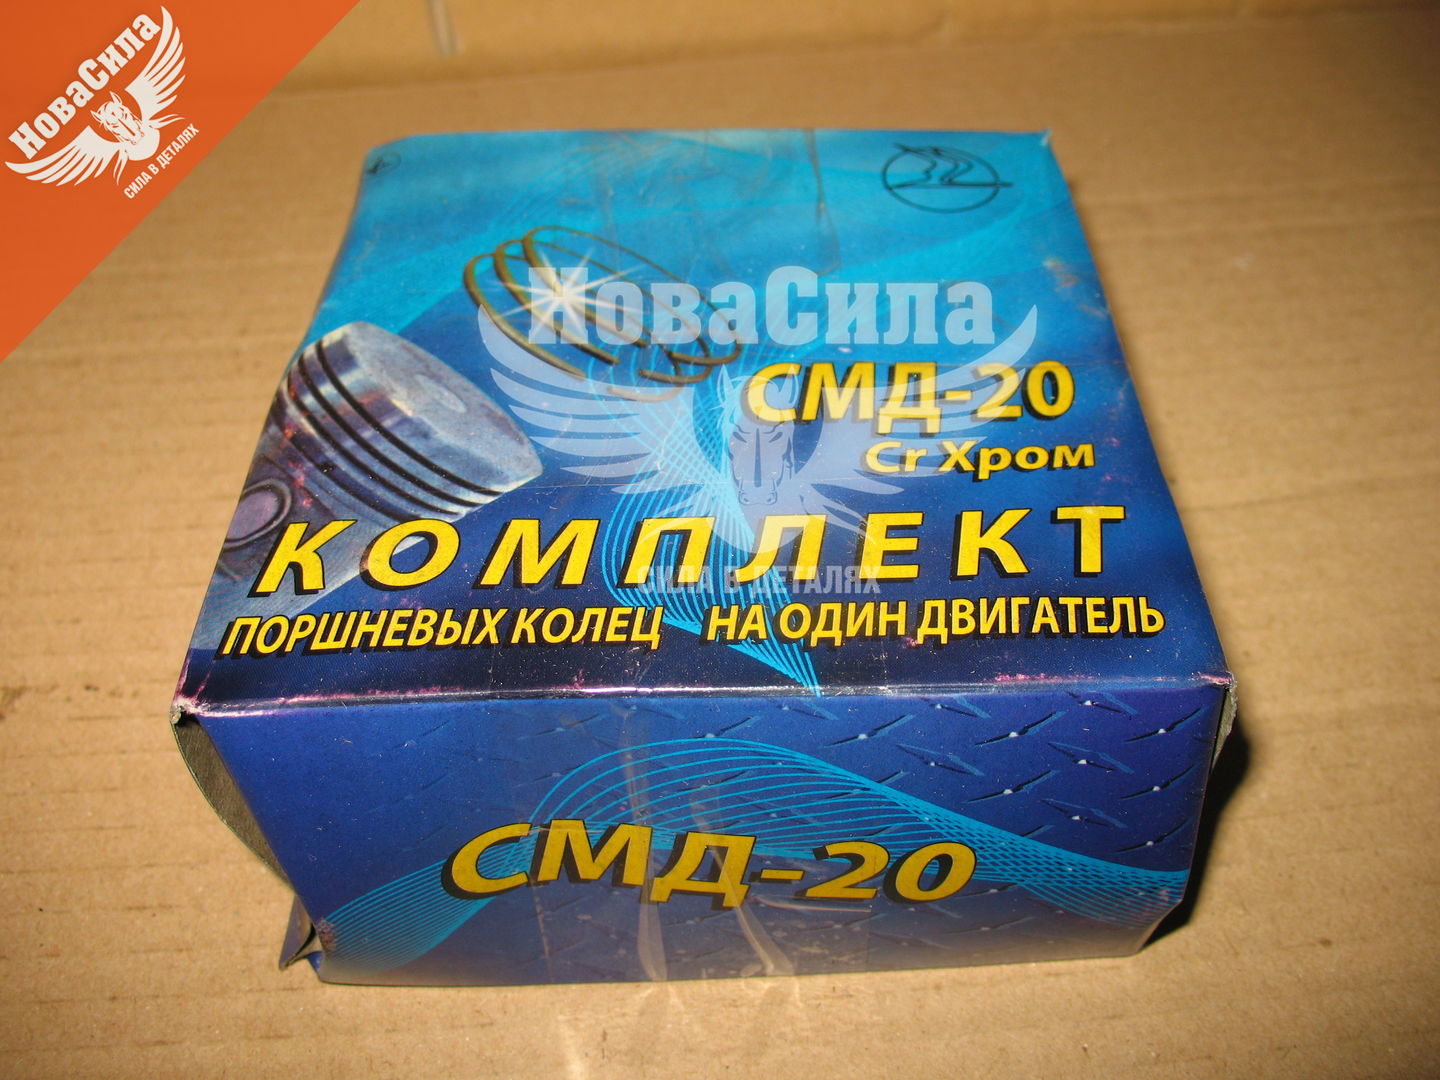 НоваСила
СИЛА В ДЕТАЛЯХ
НоваСила
СМД-20
Cr Хром
КОМПЛЕКТ
СИЛА В ДЕТАЛЯХ
ПОРШНЕВЫХ КОЛЕЦ НА ОДИН ДВИГАТЕЛЬ
СМД-20